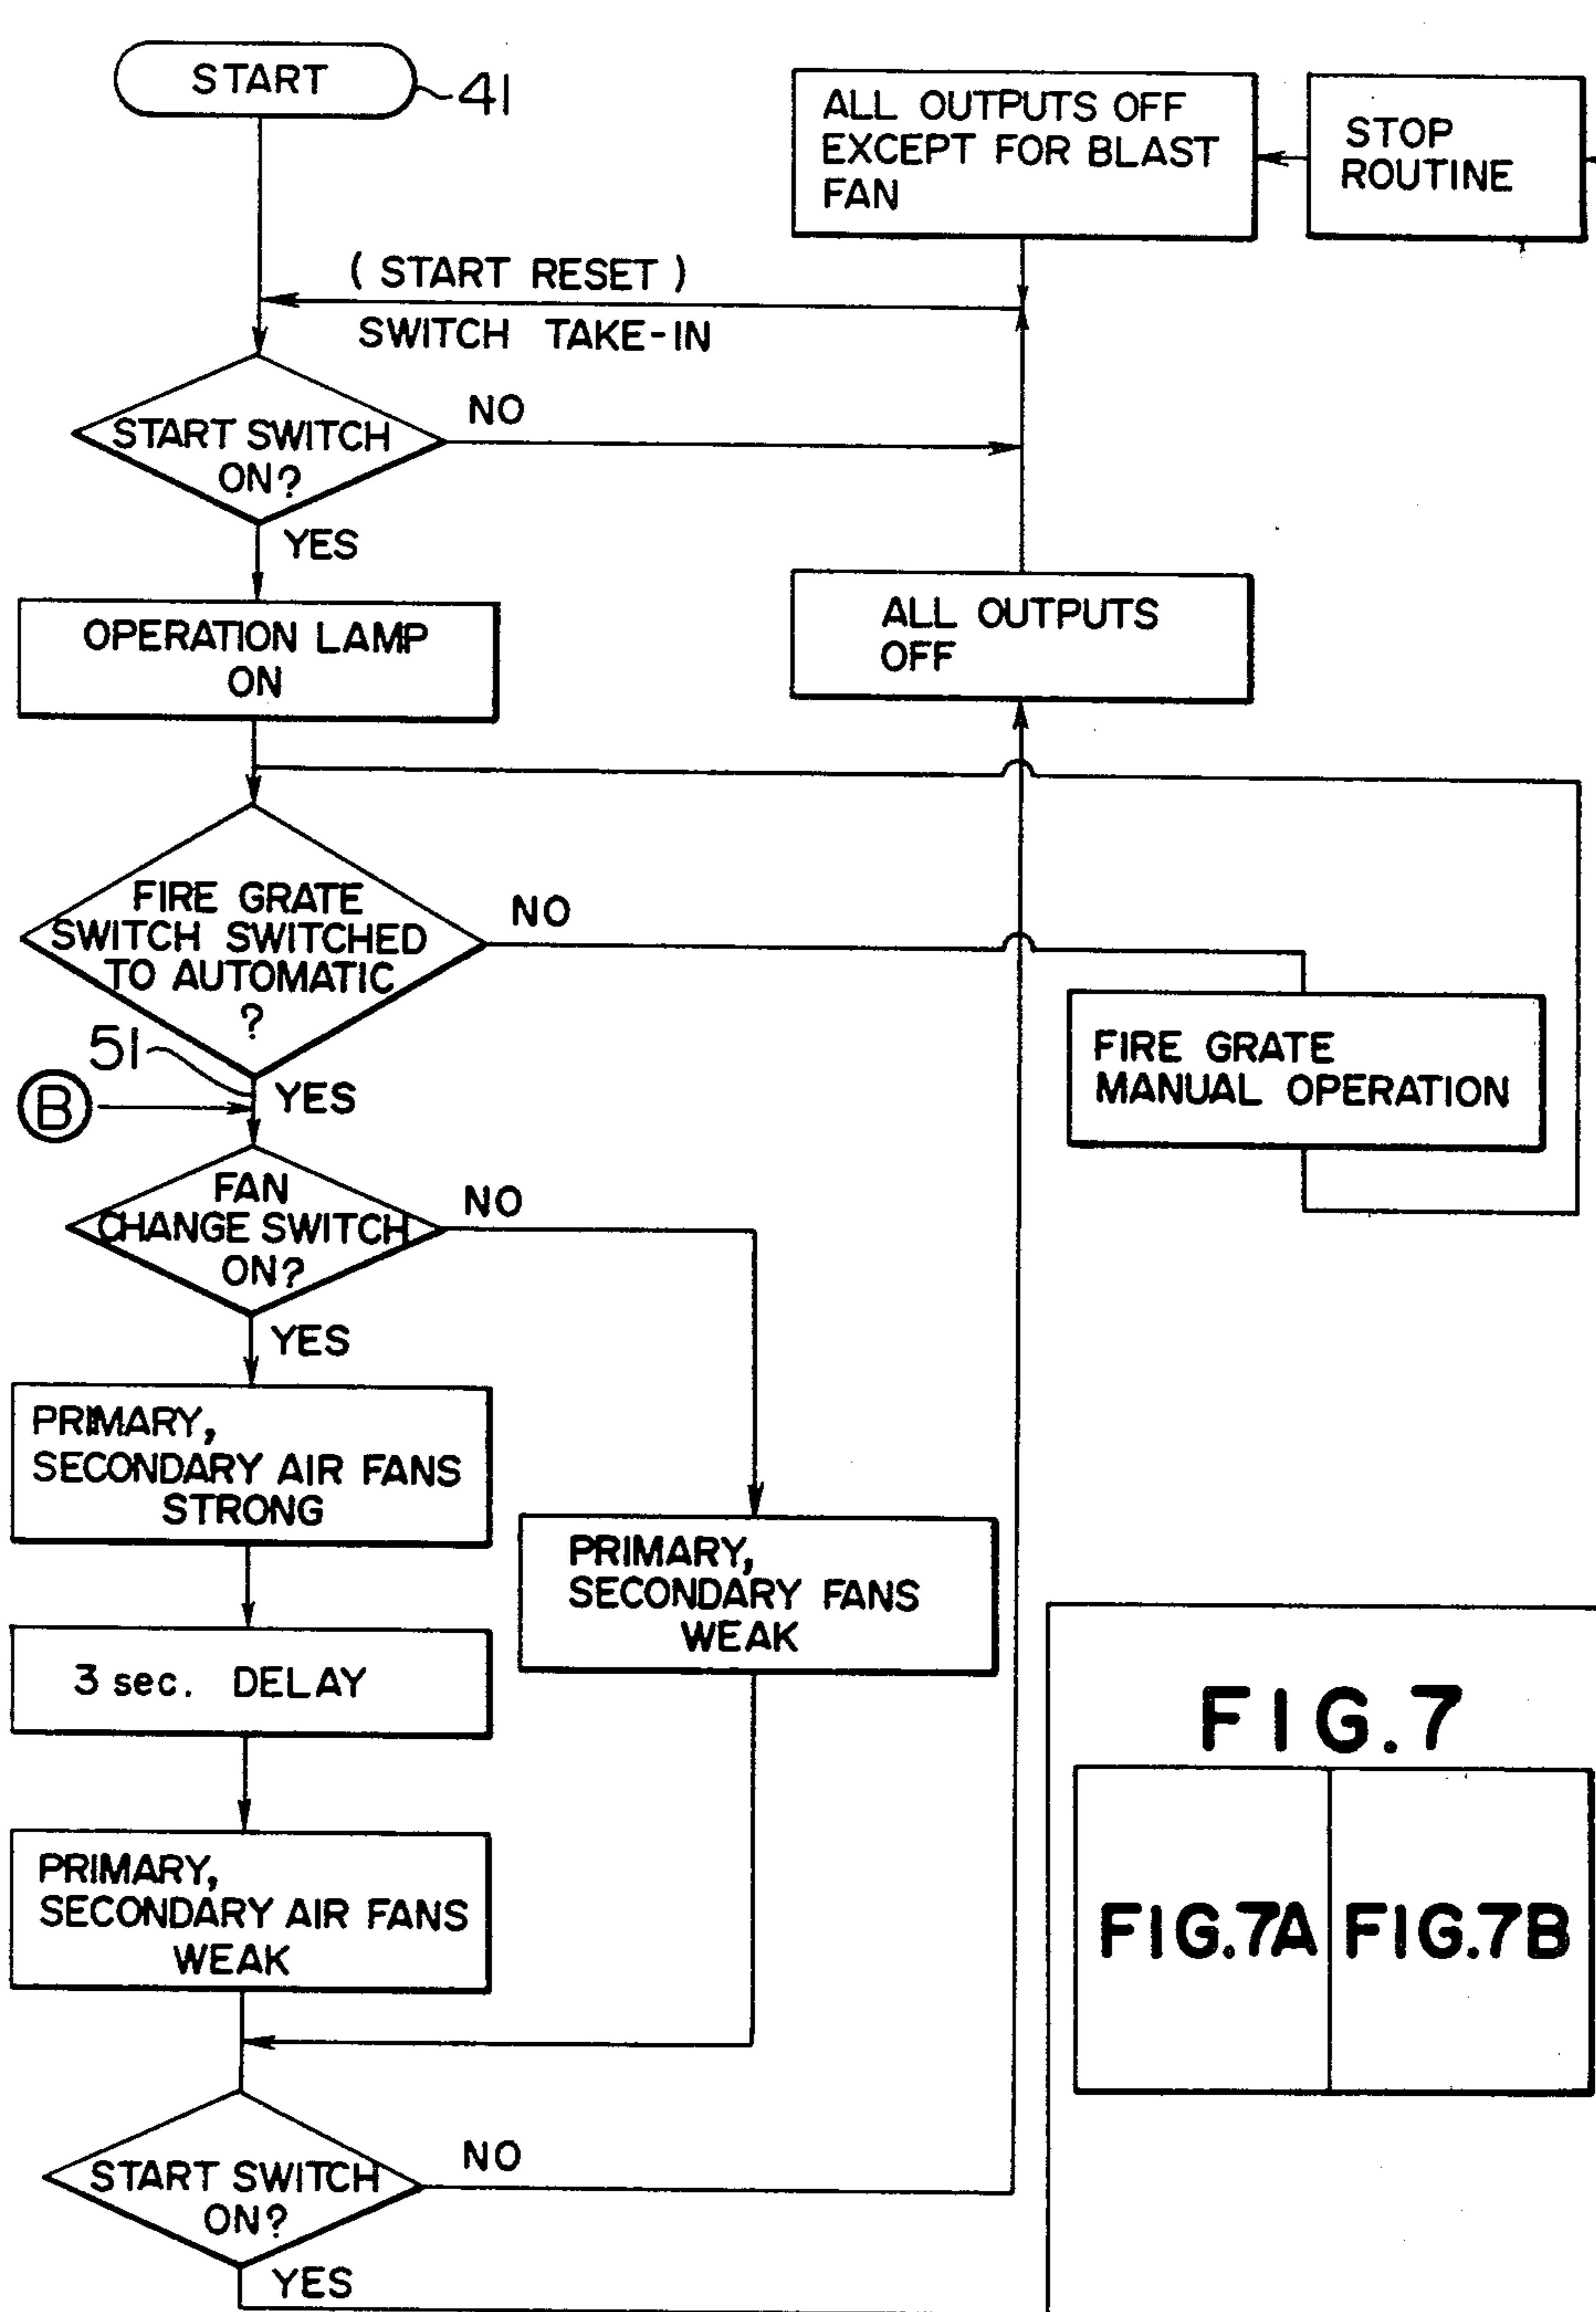 START
41
ALL OUTPUTS OFF
EXCEPT FOR BLAST
FAN
STOP
ROUTINE
( START RESET )
SWITCH TAKE-IN
START SWITCH
ON?
NO
YES
OPERATION LAMP
ON
ALL OUTPUTS
OFF
FIRE GRATE
SWITCH SWITCHED
TO AUTOMATIC
?
NO
51
YES
B
FIRE GRATE
MANUAL OPERATION
FAN
CHANGE SWITCH
ON?
NO
YES
PRIMARY,
SECONDARY AIR FANS
STRONG
PRIMARY,
SECONDARY FANS
WEAK
3 sec. DELAY
PRIMARY,
SECONDARY AIR FANS
WEAK
START SWITCH
ON?
NO
YES
FIG.7
FIG.7A
FIG.7B